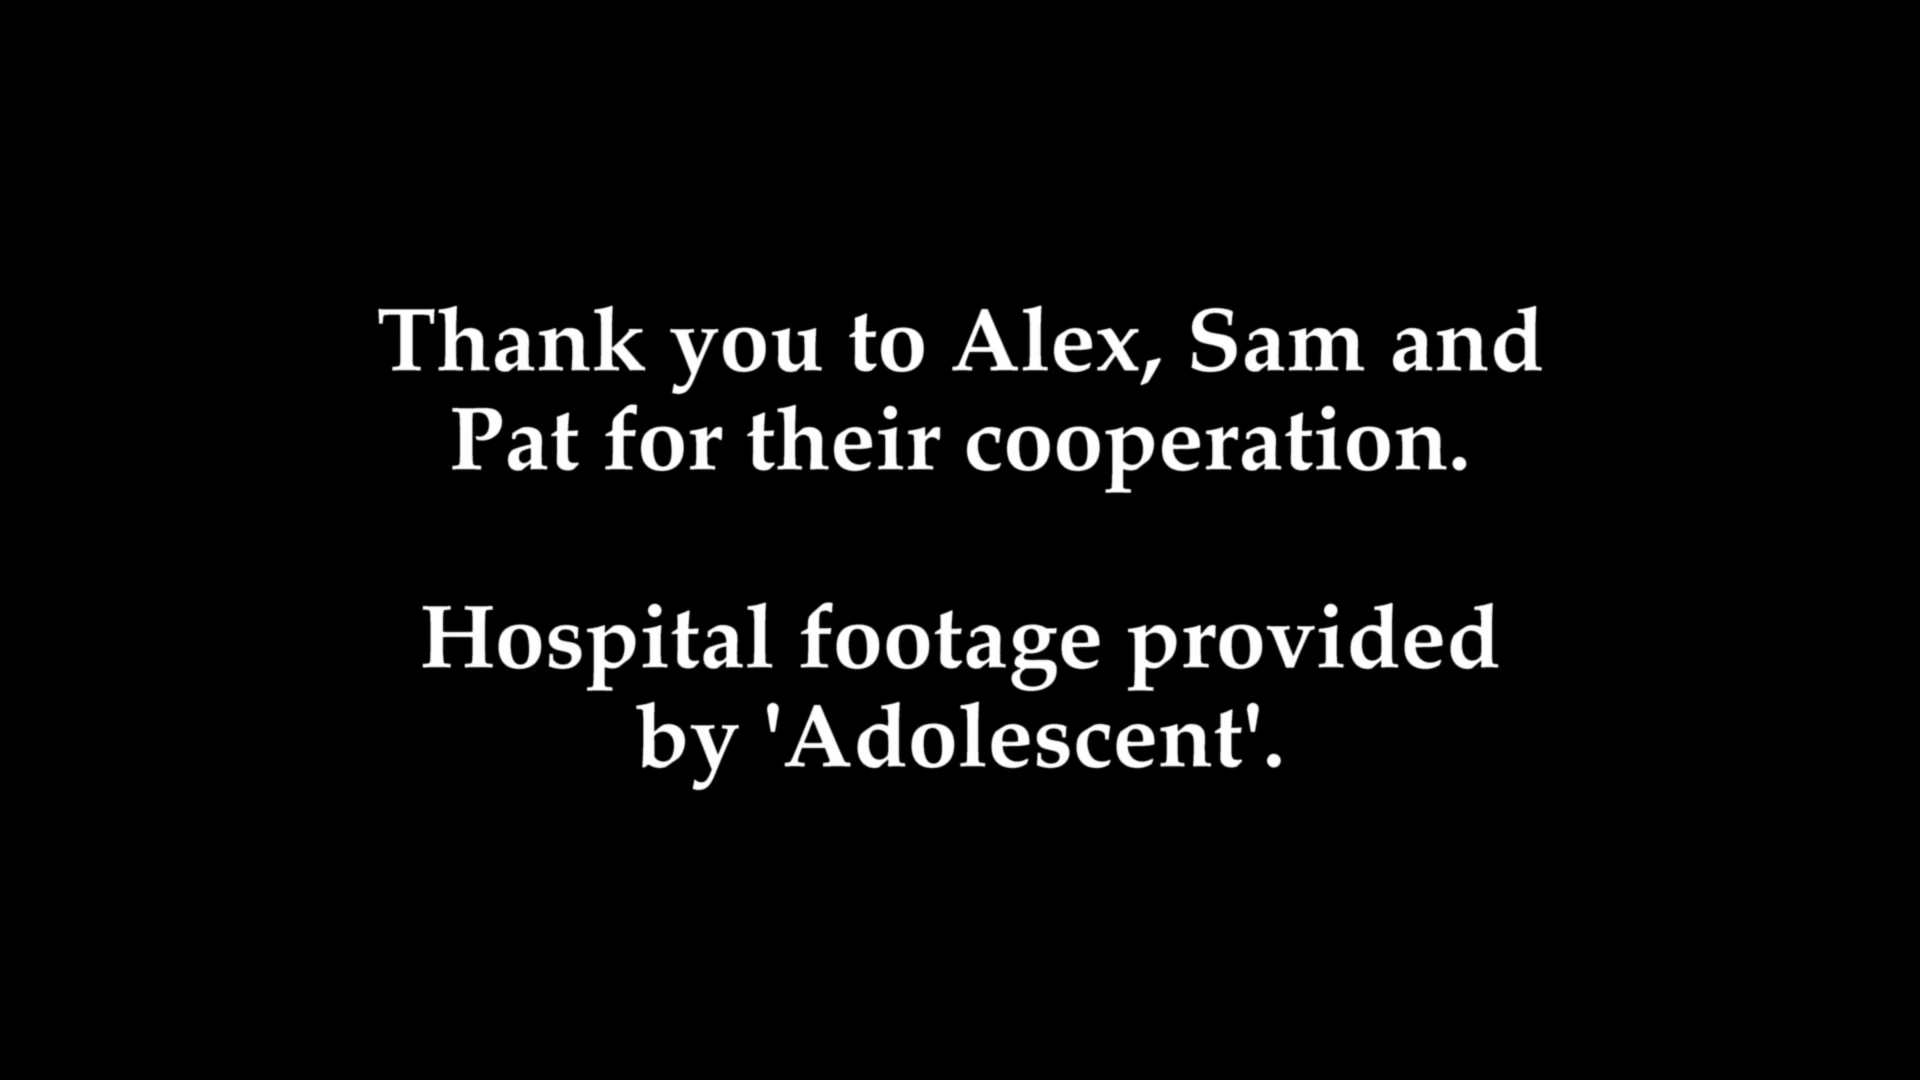 Thank you to Alex, Sam and
Pat for their cooperation.
Hospital footage provided
by 'Adolescent'.